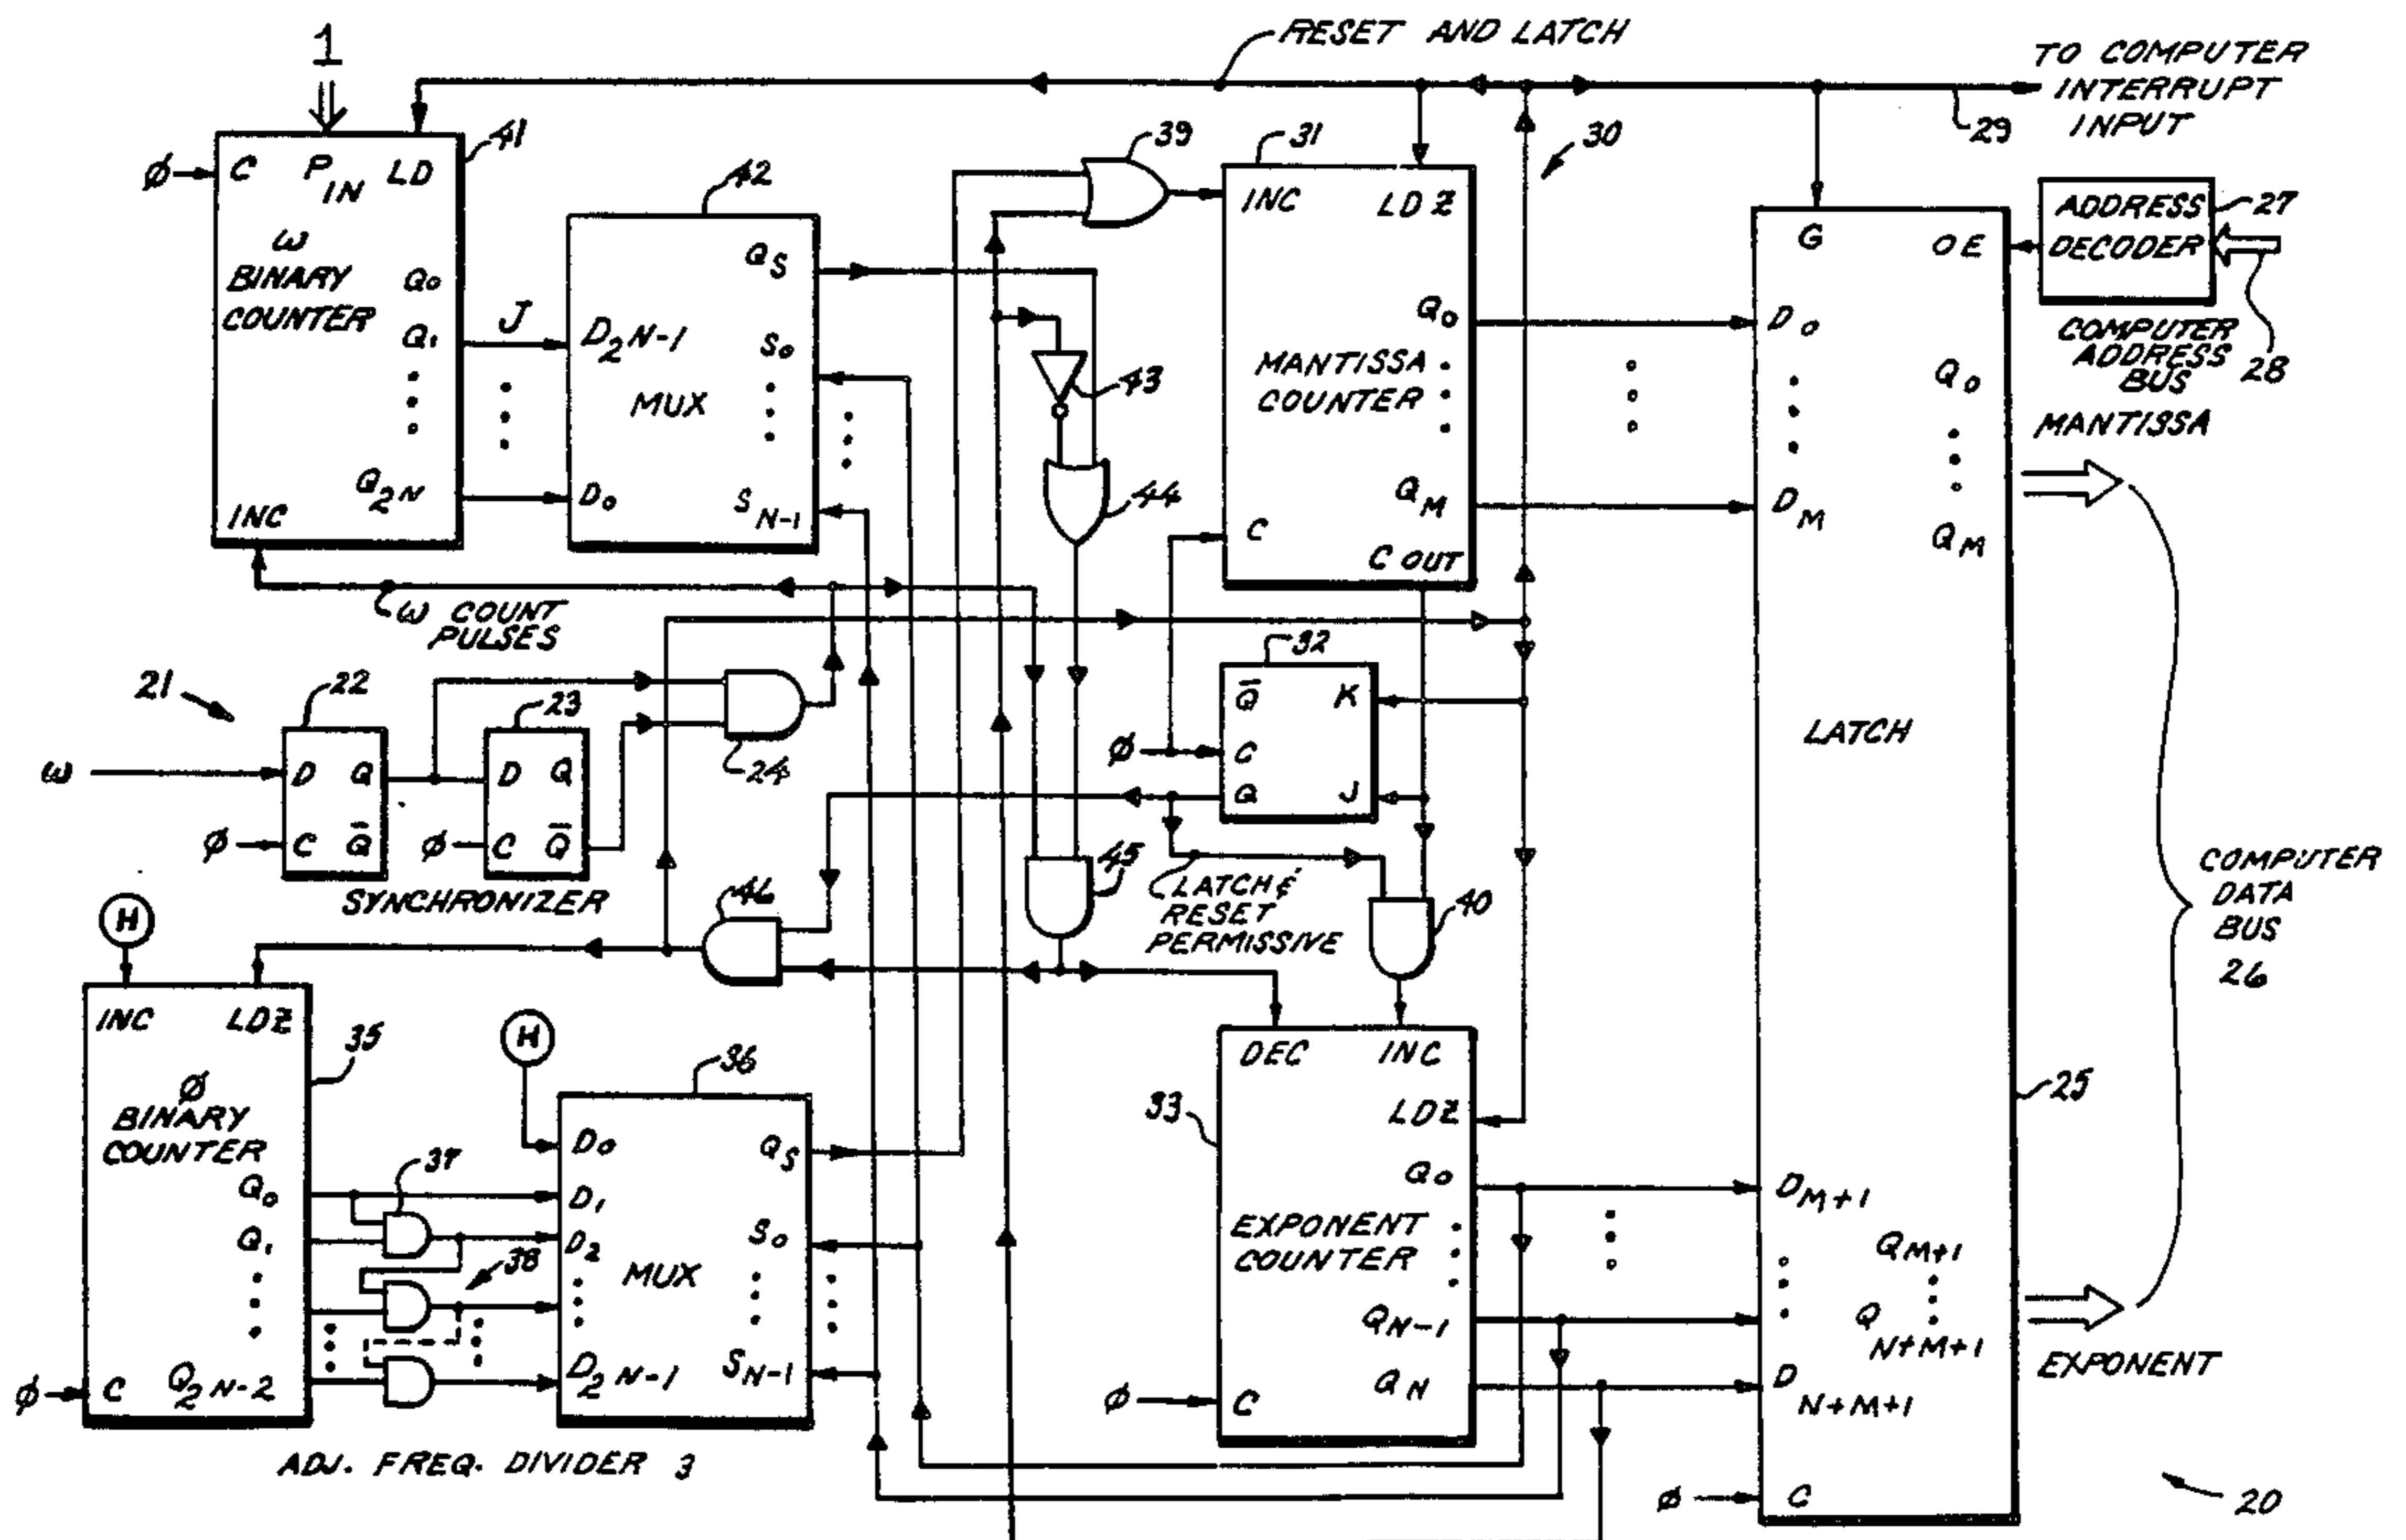 RESET AND LATCH
TO COMPUTER
INTERRUPT
INPUT
29
1
41
Ø
C
P IN
LD
ω
BINARY
COUNTER
Q0
Q1
Q2N
INC
J
42
D2N-1
MUX
D0
QS
S0
SN-1
39
31
INC
LDZ
MANTISSA
COUNTER
Q0
QM
C
C OUT
30
43
44
ADDRESS
DECODER
27
COMPUTER
ADDRESS
BUS
28
G
OE
D0
DM
Q0
QM
MANTISSA
LATCH
ω COUNT
PULSES
21
22
23
24
ω
D
Q
Ø
C
Q̄
D
Q
Ø
C
Q̄
SYNCHRONIZER
32
Q̄
K
Ø
C
Q
J
45
46
LATCH &
RESET
PERMISSIVE
40
COMPUTER
DATA
BUS
26
H
INC
LDZ
35
Ø
BINARY
COUNTER
Q0
Q1
Q2N-2
Ø
C
37
38
H
36
D0
D1
D2
D2N-1
MUX
QS
S0
SN-1
ADJ. FREQ. DIVIDER 3
33
DEC
INC
LDZ
EXPONENT
COUNTER
Q0
QN-1
QN
Ø
C
DM+1
QM+1
Q N+M+1
D N+M+1
EXPONENT
25
Ø
C
20